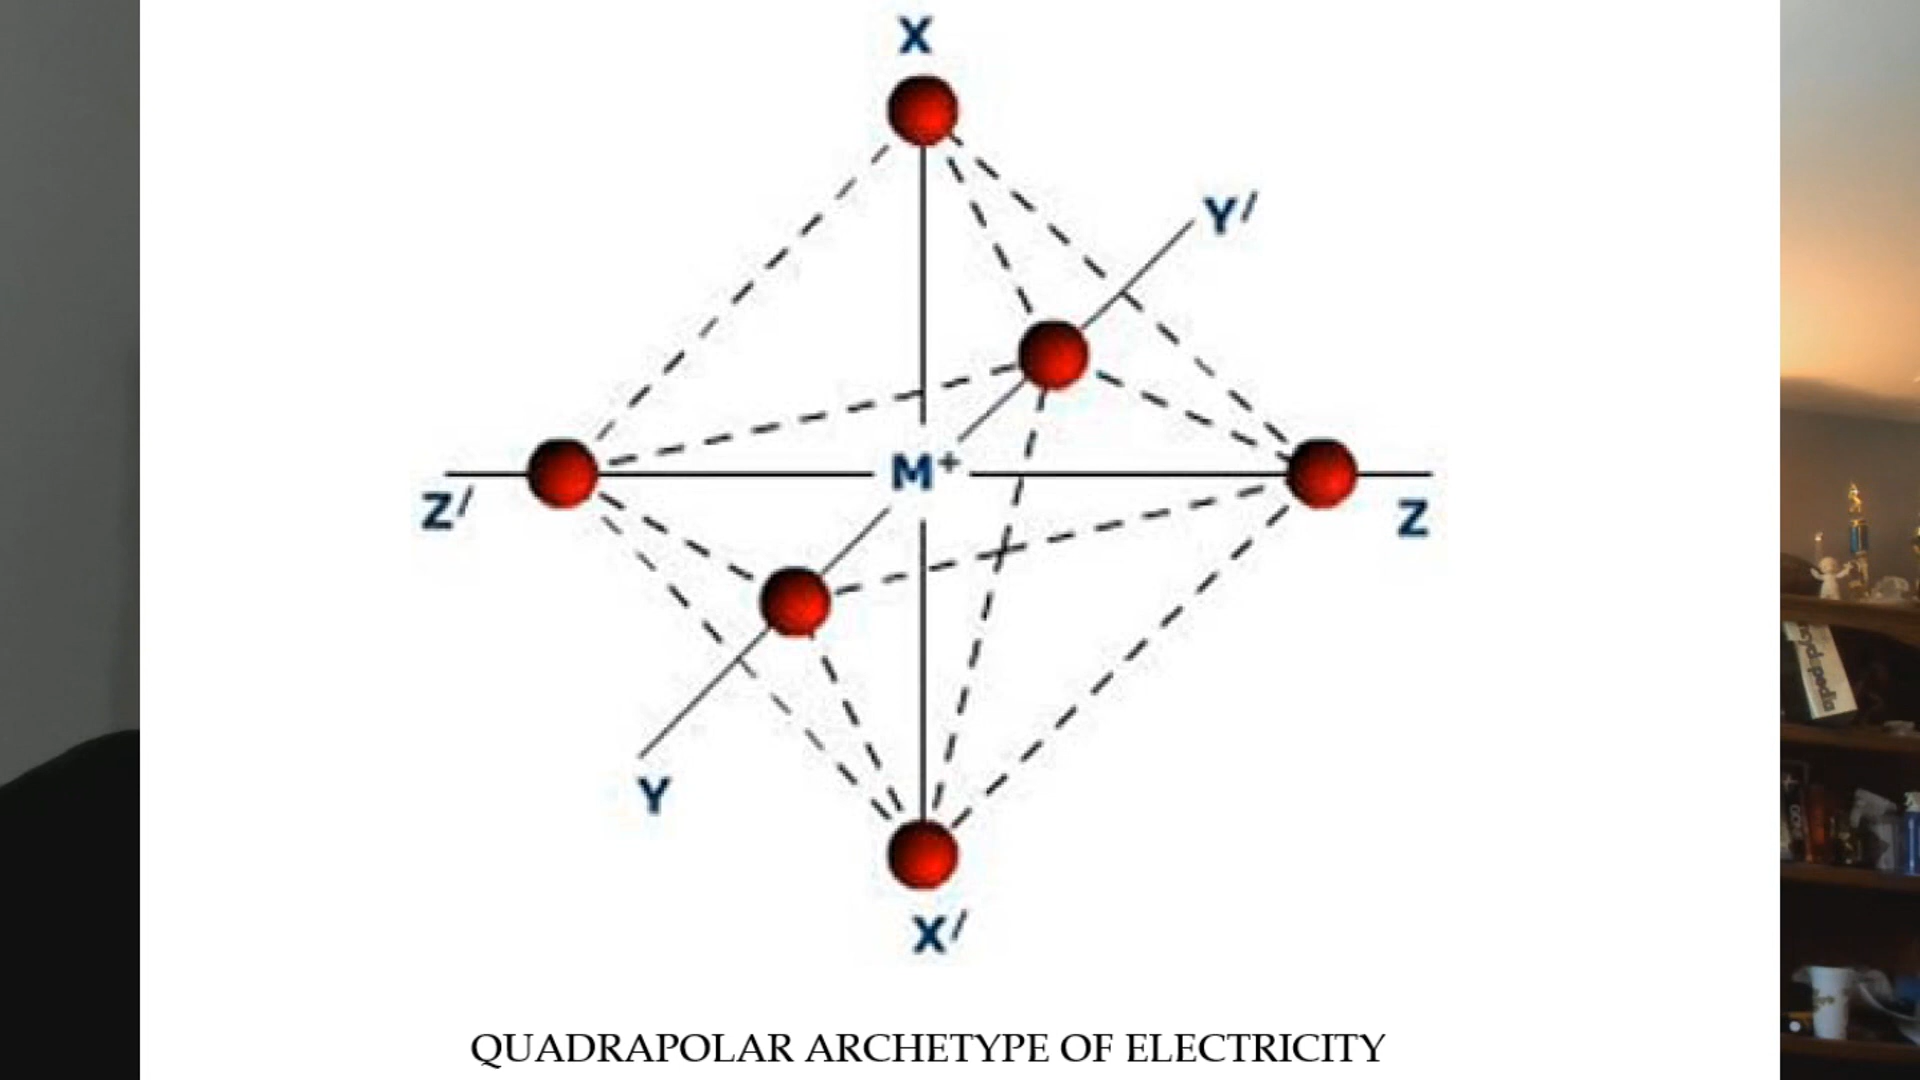 X
Y/
M+
Z/
Z
Y
X/
QUADRAPOLAR ARCHETYPE OF ELECTRICITY